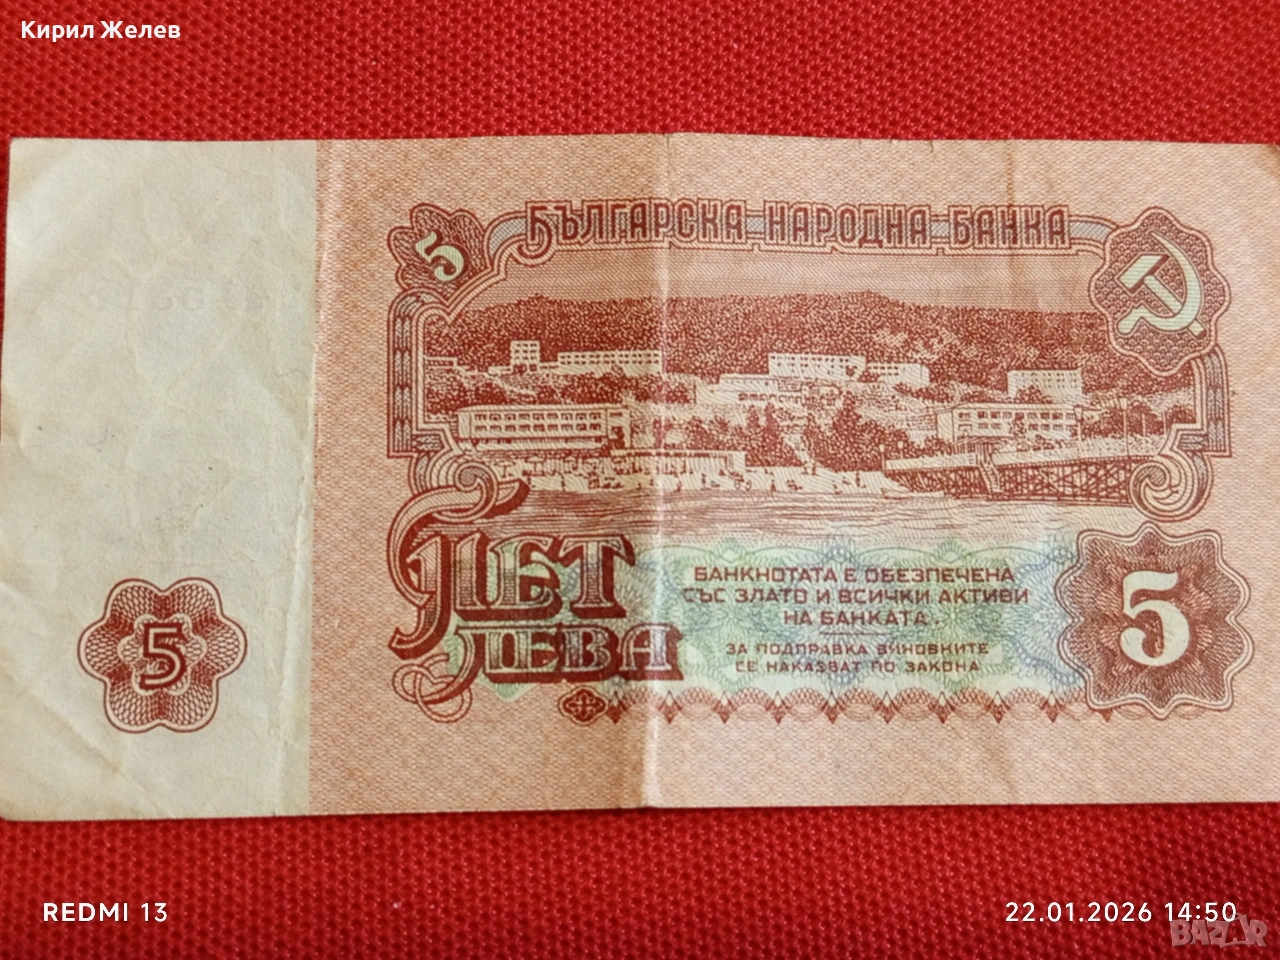 Кирил Желев
БЪЛГАРСКА НАРОДНА БАНКА
5
ПЕТ
ЛЕВА
БАНКНОТАТА Е ОБЕЗПЕЧЕНА
СЪС ЗЛАТО И ВСИЧКИ АКТИВИ
НА БАНКАТА.
ЗА ПОДПРАВКА ВИНОВНИТЕ
СЕ НАКАЗВАТ ПО ЗАКОНА
5
5
REDMI 13
22.01.2026 14:50
BAZAR